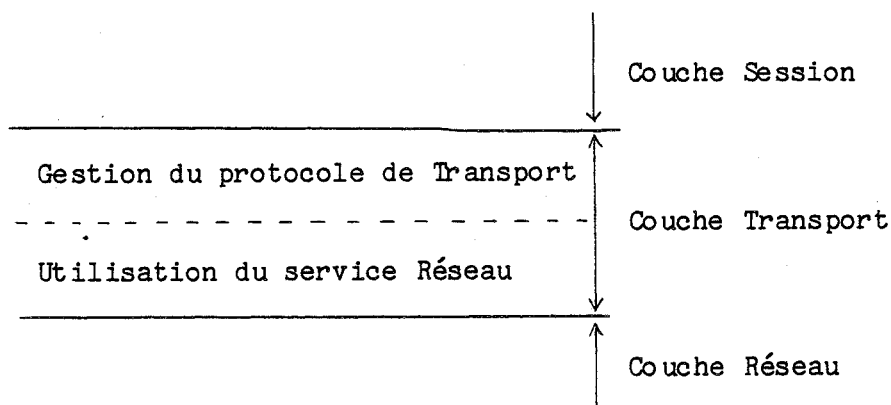 Couche Session
Gestion du protocole de Transport
Couche Transport
Utilisation du service Réseau
Couche Réseau